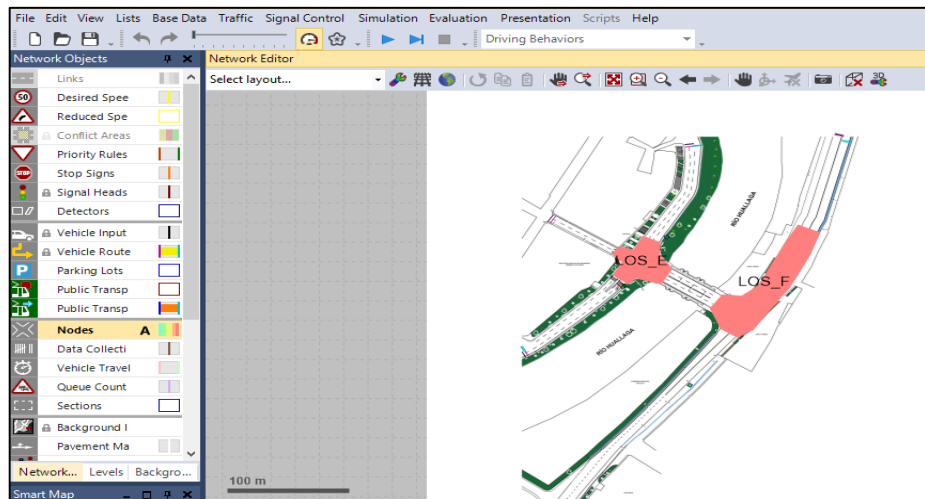 File Edit View Lists Base Data Traffic Signal Control Simulation Evaluation Presentation Scripts Help
Driving Behaviors
Network Objects
Network Editor
Select layout...
Links
50
Desired Spee
Reduced Spe
Conflict Areas
Priority Rules
STOP
Stop Signs
Signal Heads
Detectors
Vehicle Input
Vehicle Route
P
Parking Lots
Public Transp
Public Transp
Nodes A
Data Collecti
Vehicle Travel
Queue Count
Sections
Background I
Pavement Ma
Network... Levels Backgro...
Smart Map
3D
RIO HUALLAGA
LOS_E
LOS_F
RIO HUALLAGA
100 m